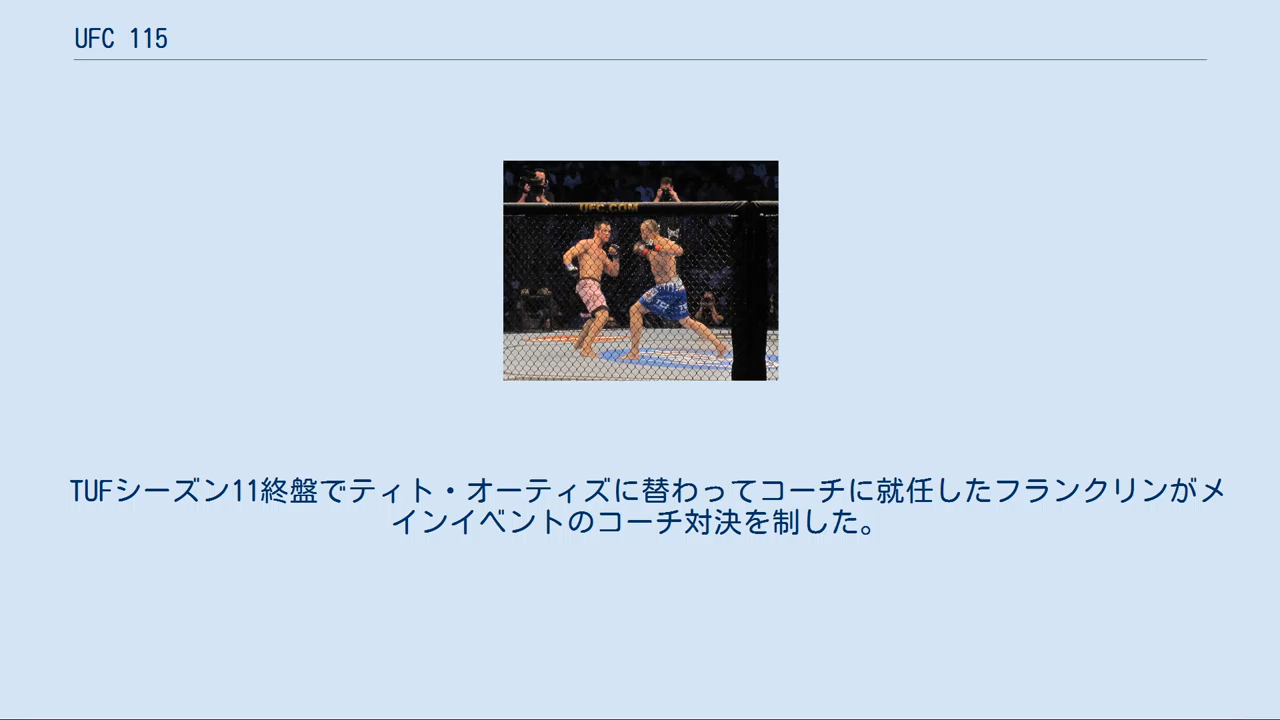 UFC 115
UFC.COM
TUFシーズン11終盤でティト・オーティズに替わってコーチに就任したフランクリンがメ
インイベントのコーチ対決を制した。